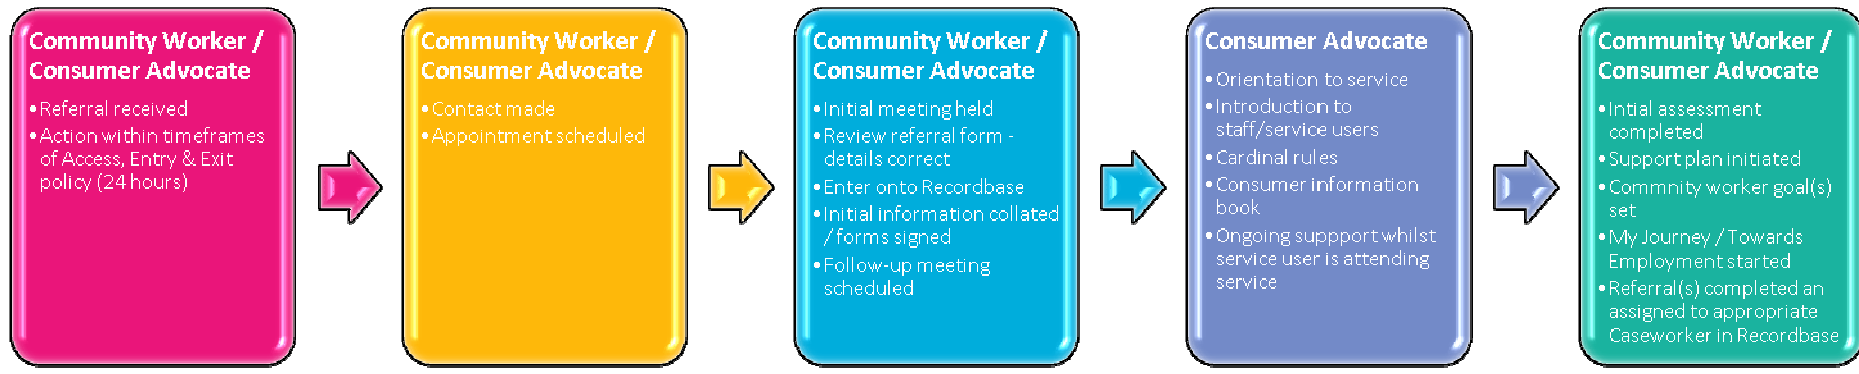 Community Worker /
Consumer Advocate
•Referral received
•Action within timeframes
of Access, Entry & Exit
policy (24 hours)
Community Worker /
Consumer Advocate
•Contact made
•Appointment scheduled
Community Worker /
Consumer Advocate
•Initial meeting held
•Review referral form -
details correct
•Enter onto Recordbase
•Initial information collated
/ forms signed
•Follow-up meeting
scheduled
Consumer Advocate
•Orientation to service
•Introduction to
staff/service users
•Cardinal rules
•Consumer information
book
•Ongoing suppport whilst
service user is attending
service
Community Worker /
Consumer Advocate
•Intial assessment
completed
•Support plan initiated
•Commnity worker goal(s)
set
•My Journey / Towards
Employment started
•Referral(s) completed an
assigned to appropriate
Caseworker in Recordbase